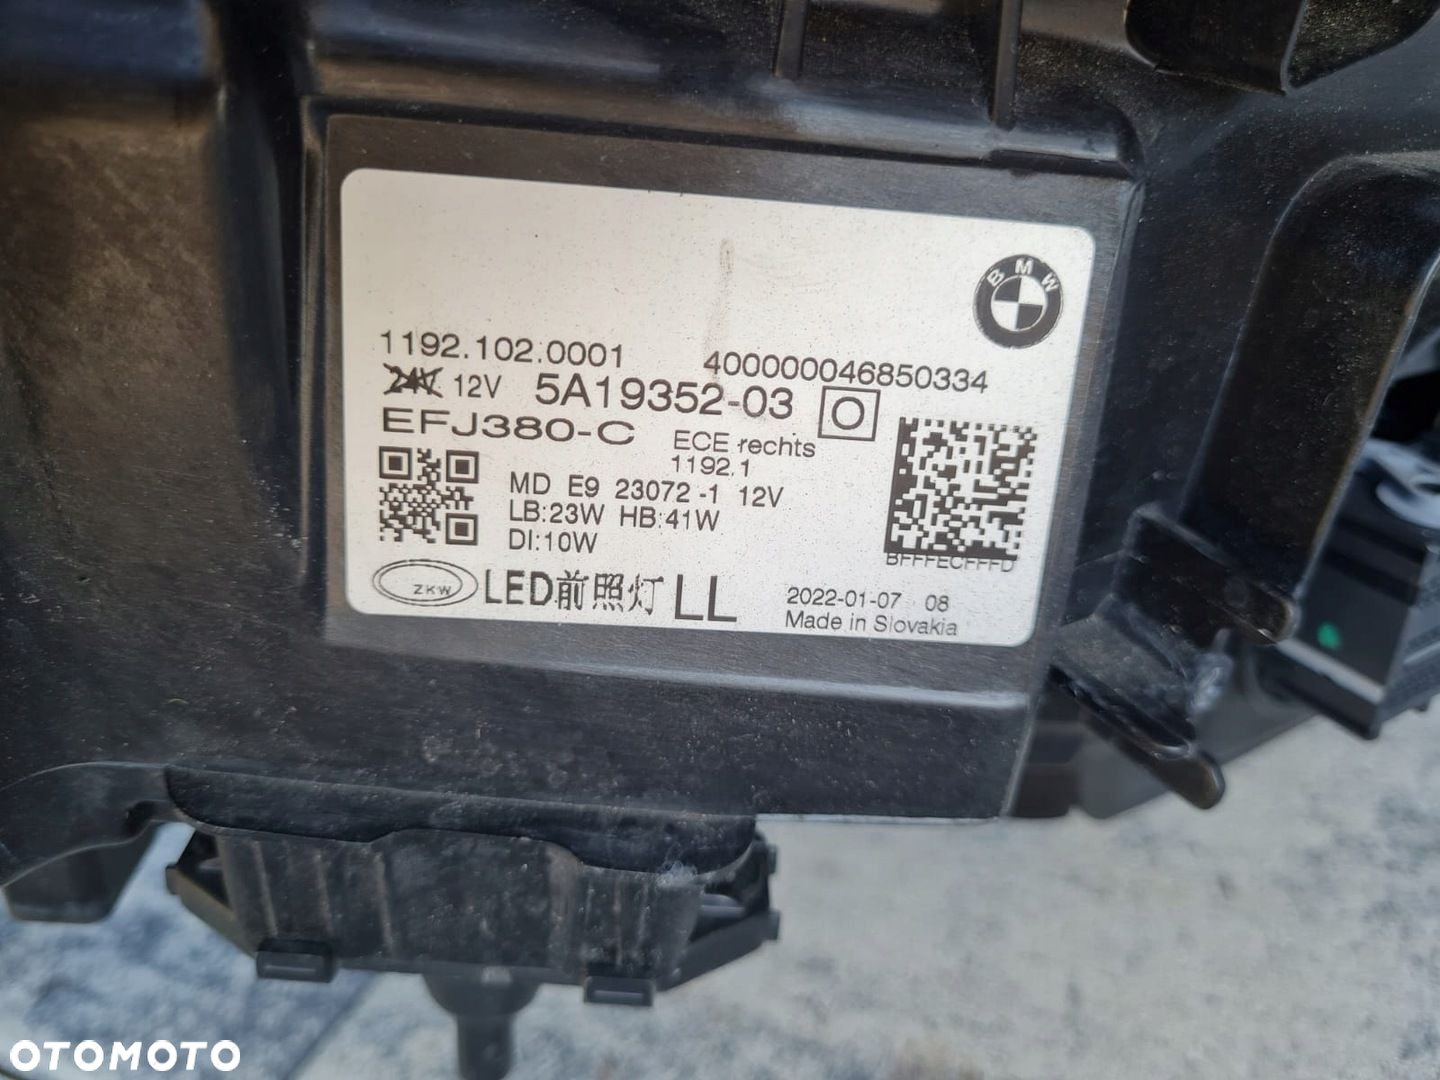 BMW
1192.102.0001 400000046850334
24V 12V 5A19352-03 O
EFJ380-C ECE rechts
1192.1
MD E9 23072 -1 12V
LB:23W HB:41W
DI:10W
BFFFECFFFD
ZKW LED前照灯 LL
2022-01-07 08
Made in Slovakia
OTOMOTO